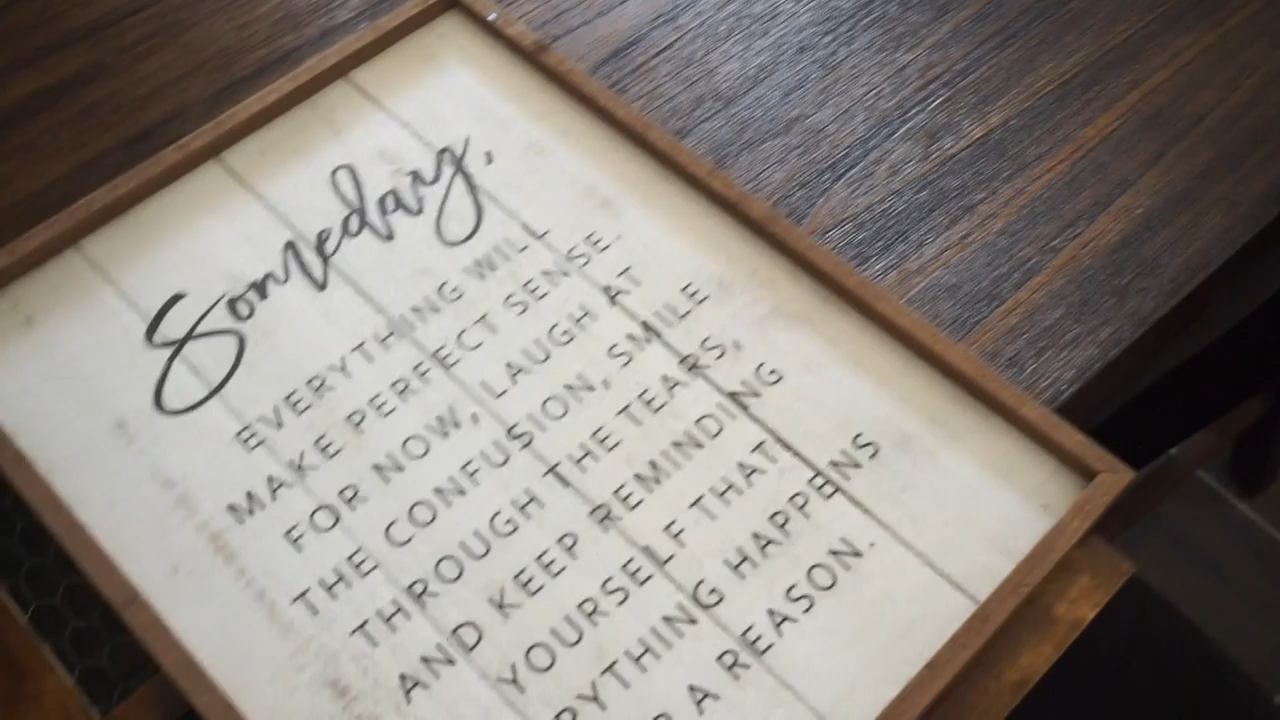 Someday,
EVERYTHING WILL
MAKE PERFECT SENSE.
FOR NOW, LAUGH AT
THE CONFUSION, SMILE
THROUGH THE TEARS,
AND KEEP REMINDING
YOURSELF THAT
RYTHING HAPPENS
R A REASON.